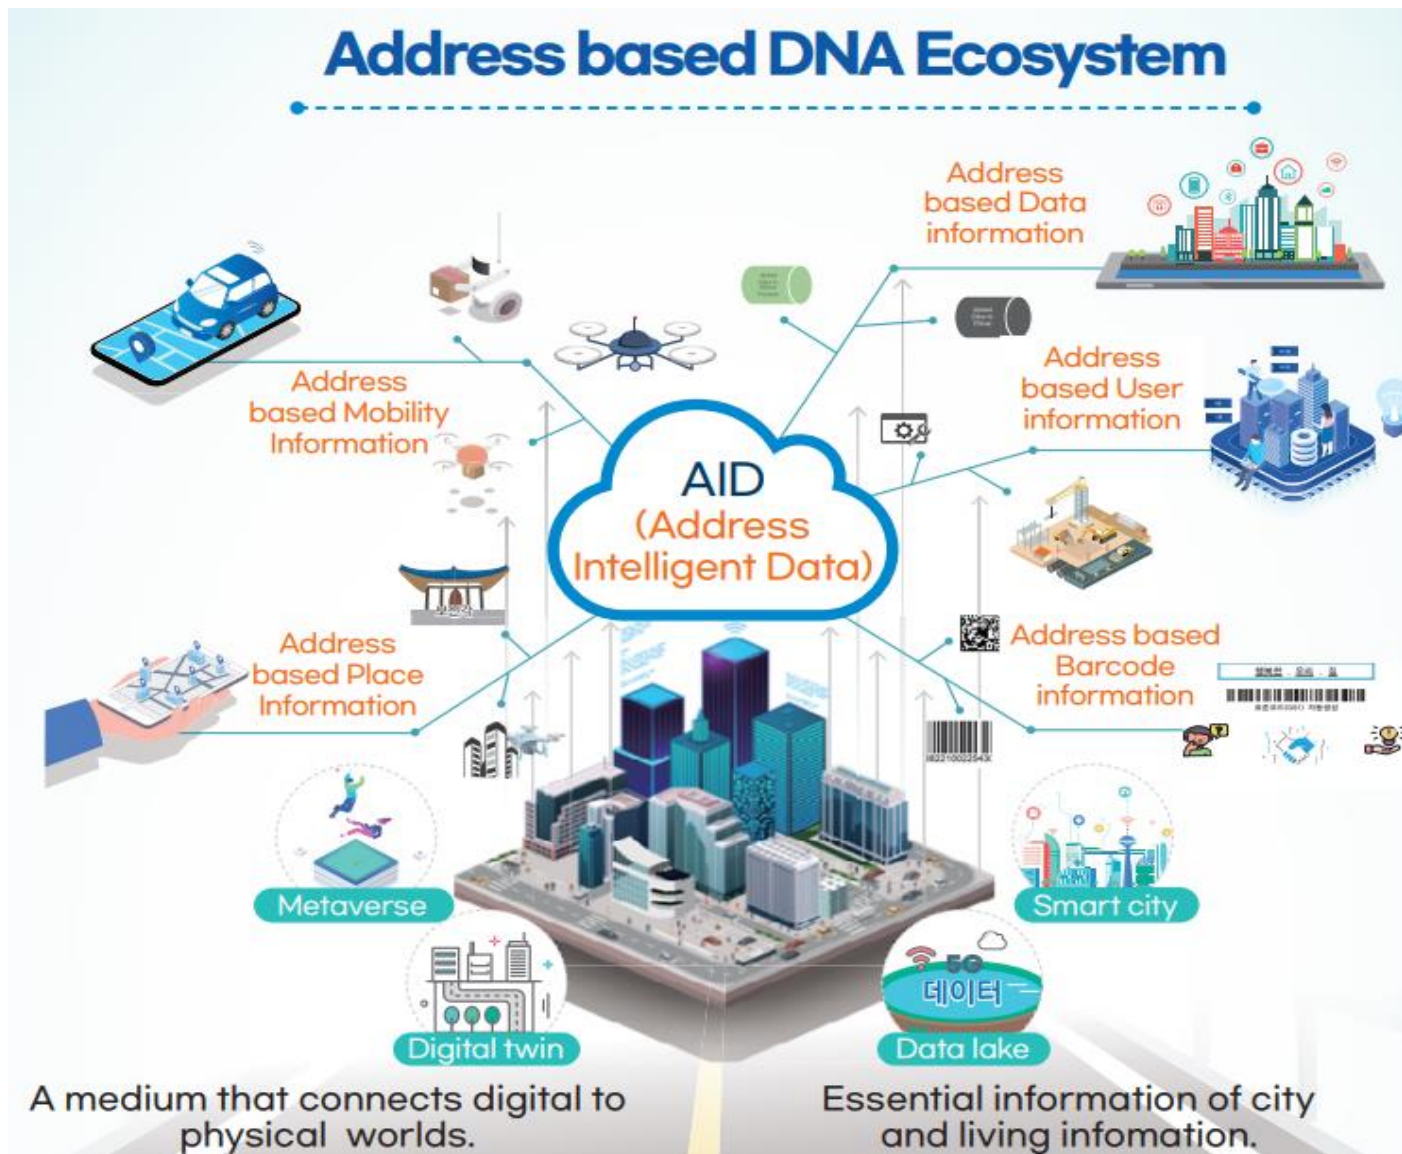 Address based DNA Ecosystem
Address
based Data
information
Address
based Mobility
Information
Address
based User
information
AID
(Address
Intelligent Data)
Address
based Place
Information
Address based
Barcode
information
Metaverse
Smart city
5G
데이터
Digital twin
Data lake
A medium that connects digital to
physical worlds.
Essential information of city
and living infomation.